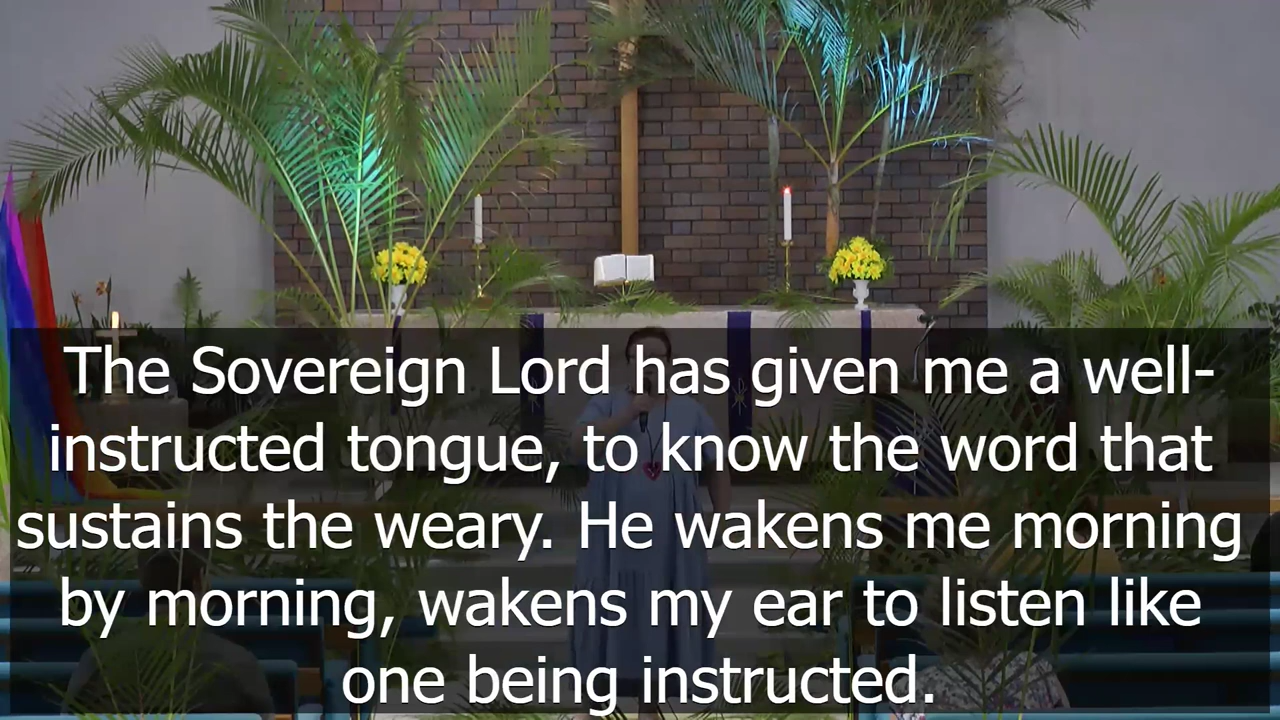 The Sovereign Lord has given me a well-
instructed tongue, to know the word that
sustains the weary. He wakens me morning
by morning, wakens my ear to listen like
one being instructed.